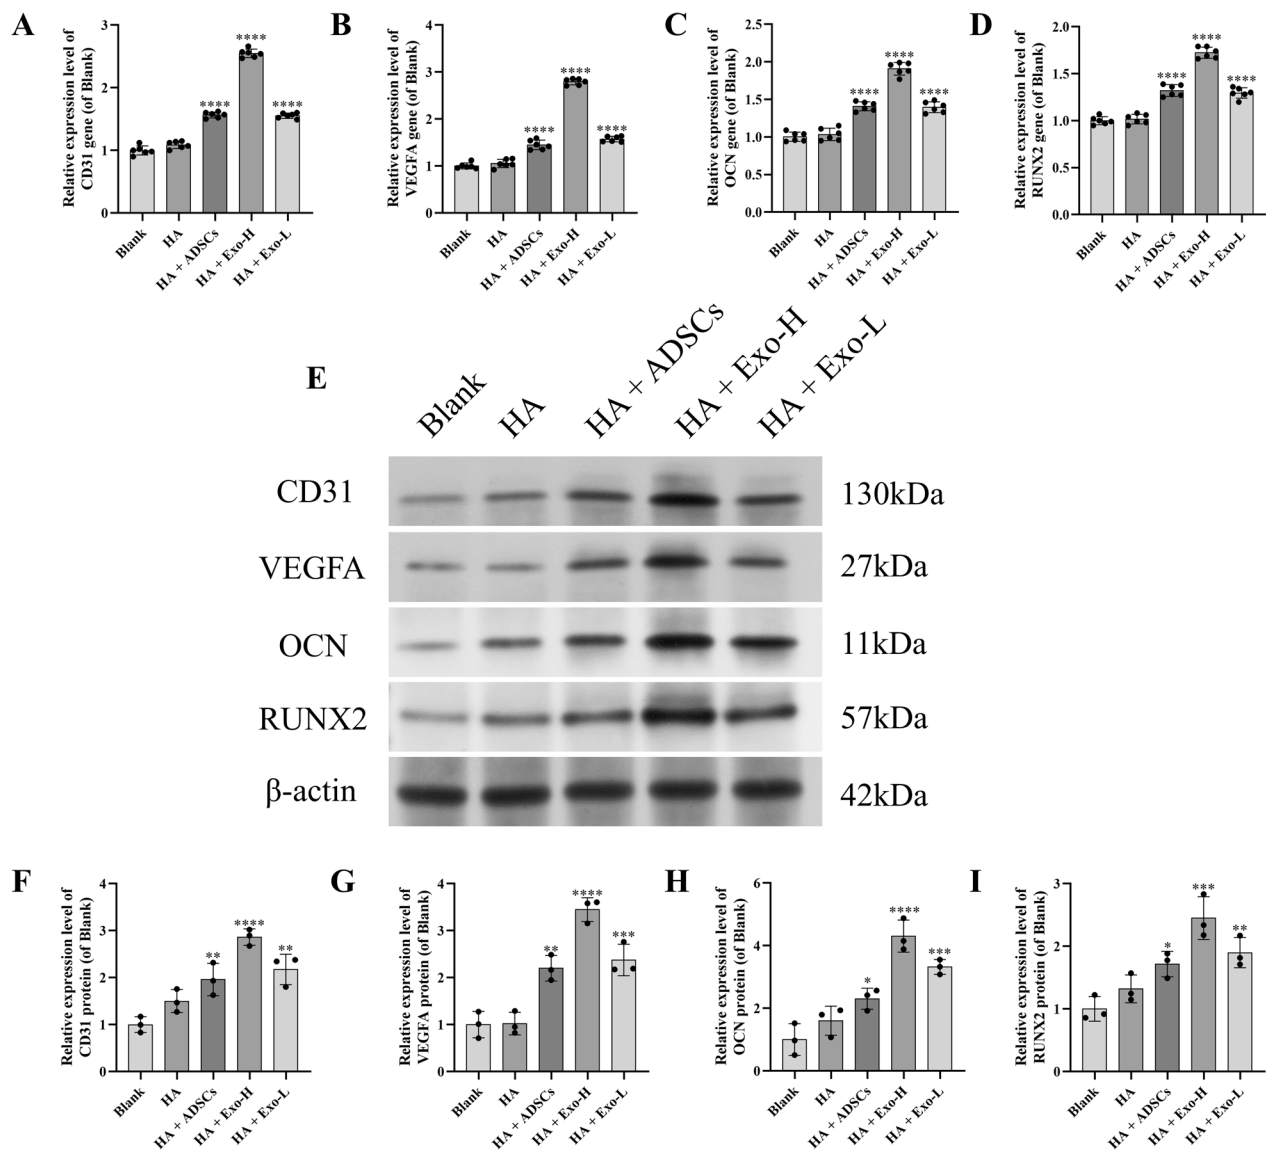 A
Relative expression level of
CD31 gene (of Blank)
3
2
1
0
****
****
****
Blank
HA
HA + ADSCs
HA + Exo-H
HA + Exo-L
B
Relative expression level of
VEGFA gene (of Blank)
4
3
2
1
0
****
****
****
Blank
HA
HA + ADSCs
HA + Exo-H
HA + Exo-L
C
Relative expression level of
OCN gene (of Blank)
2.5
2.0
1.5
1.0
0.5
0.0
****
****
****
Blank
HA
HA + ADSCs
HA + Exo-H
HA + Exo-L
D
Relative expression level of
RUNX2 gene (of Blank)
2.0
1.5
1.0
0.5
0.0
****
****
****
Blank
HA
HA + ADSCs
HA + Exo-H
HA + Exo-L
E
Blank
HA
HA + ADSCs
HA + Exo-H
HA + Exo-L
CD31 130kDa
VEGFA 27kDa
OCN 11kDa
RUNX2 57kDa
β-actin 42kDa
F
Relative expression level of
CD31 protein (of Blank)
4
3
2
1
0
**
****
**
Blank
HA
HA + ADSCs
HA + Exo-H
HA + Exo-L
G
Relative expression level of
VEGFA protein (of Blank)
4
3
2
1
0
**
****
***
Blank
HA
HA + ADSCs
HA + Exo-H
HA + Exo-L
H
Relative expression level of
OCN protein (of Blank)
6
4
2
0
*
****
***
Blank
HA
HA + ADSCs
HA + Exo-H
HA + Exo-L
I
Relative expression level of
RUNX2 protein (of Blank)
3
2
1
0
*
***
**
Blank
HA
HA + ADSCs
HA + Exo-H
HA + Exo-L